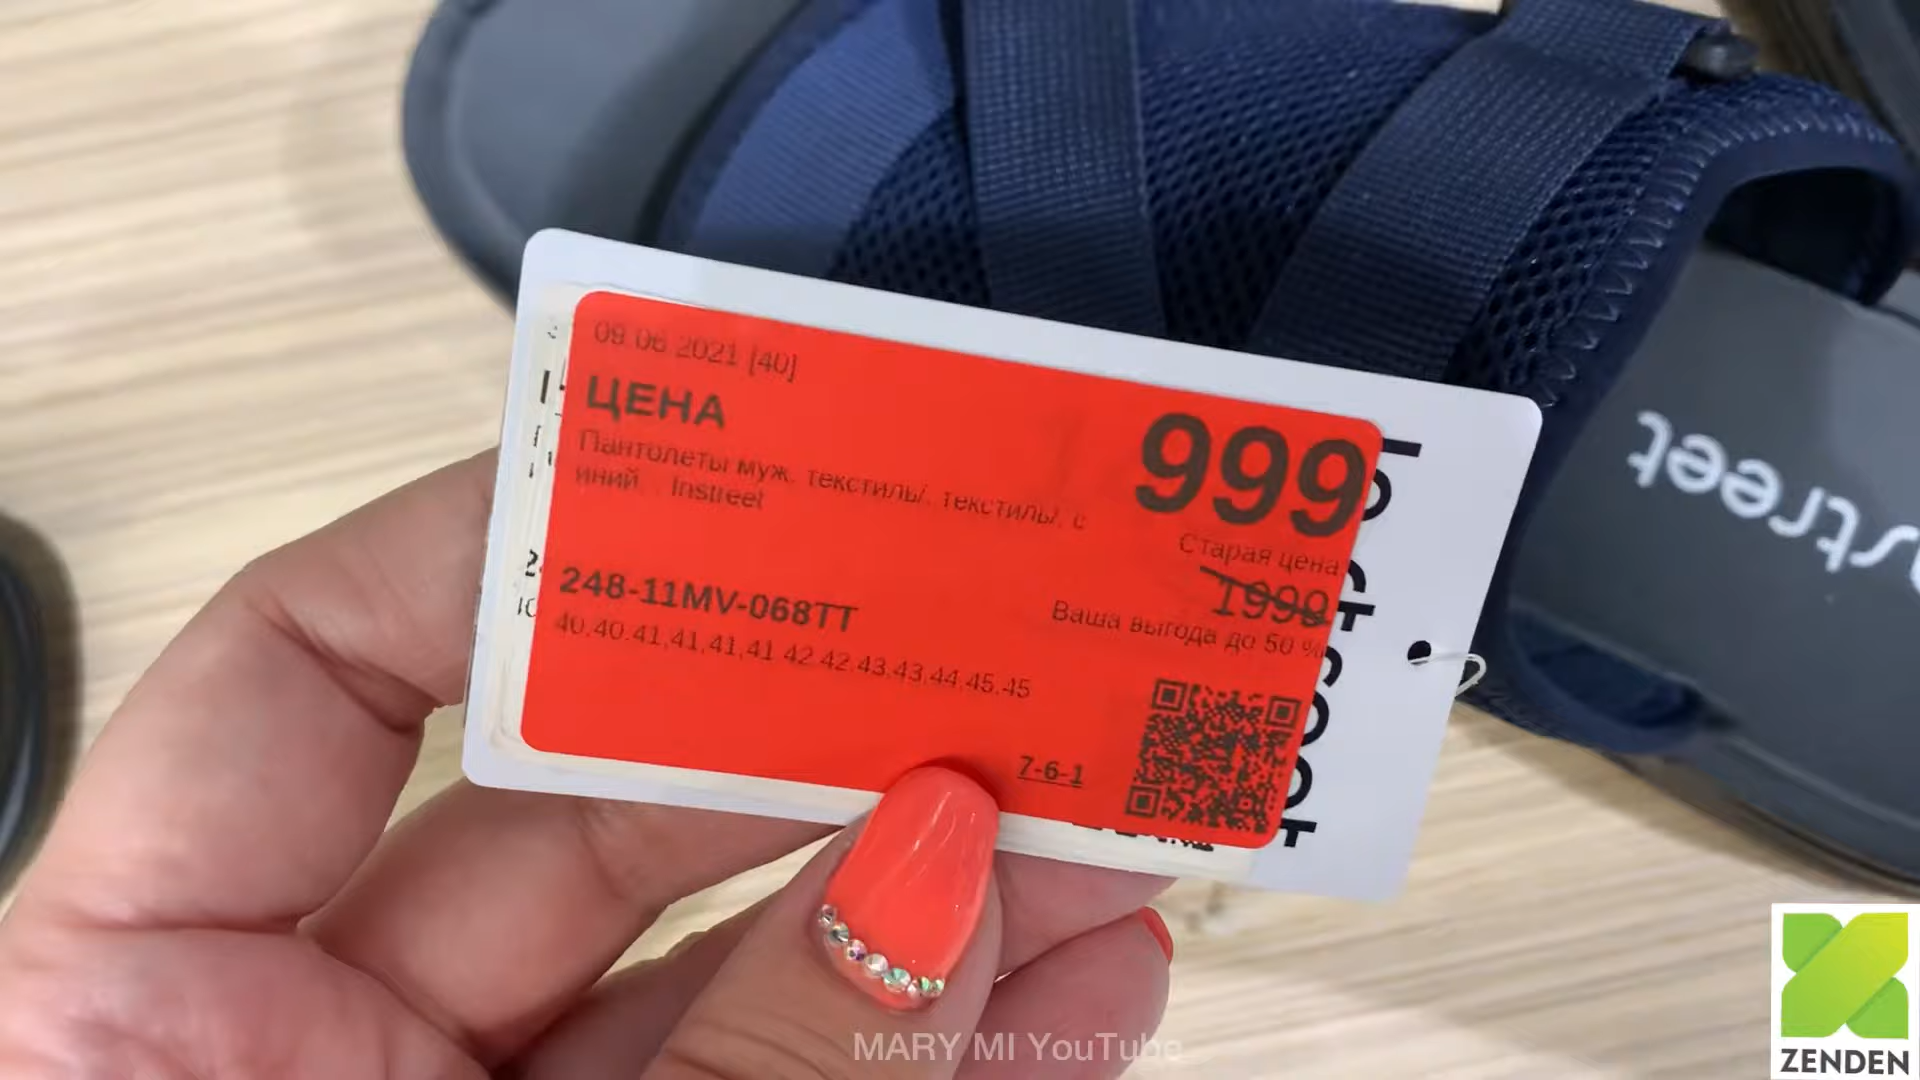 09 06 2021 [40]
ЦЕНА
999
Пантолеты муж. текстиль/, текстиль/, с
иний, . Instreet
Старая цена
1999
Ваша выгода до 50 %
248-11MV-068TT
40.40.41,41,41,41 42 42.43.43.44.45.45
7-6-1
street
MARY MI YouTube
ZENDEN